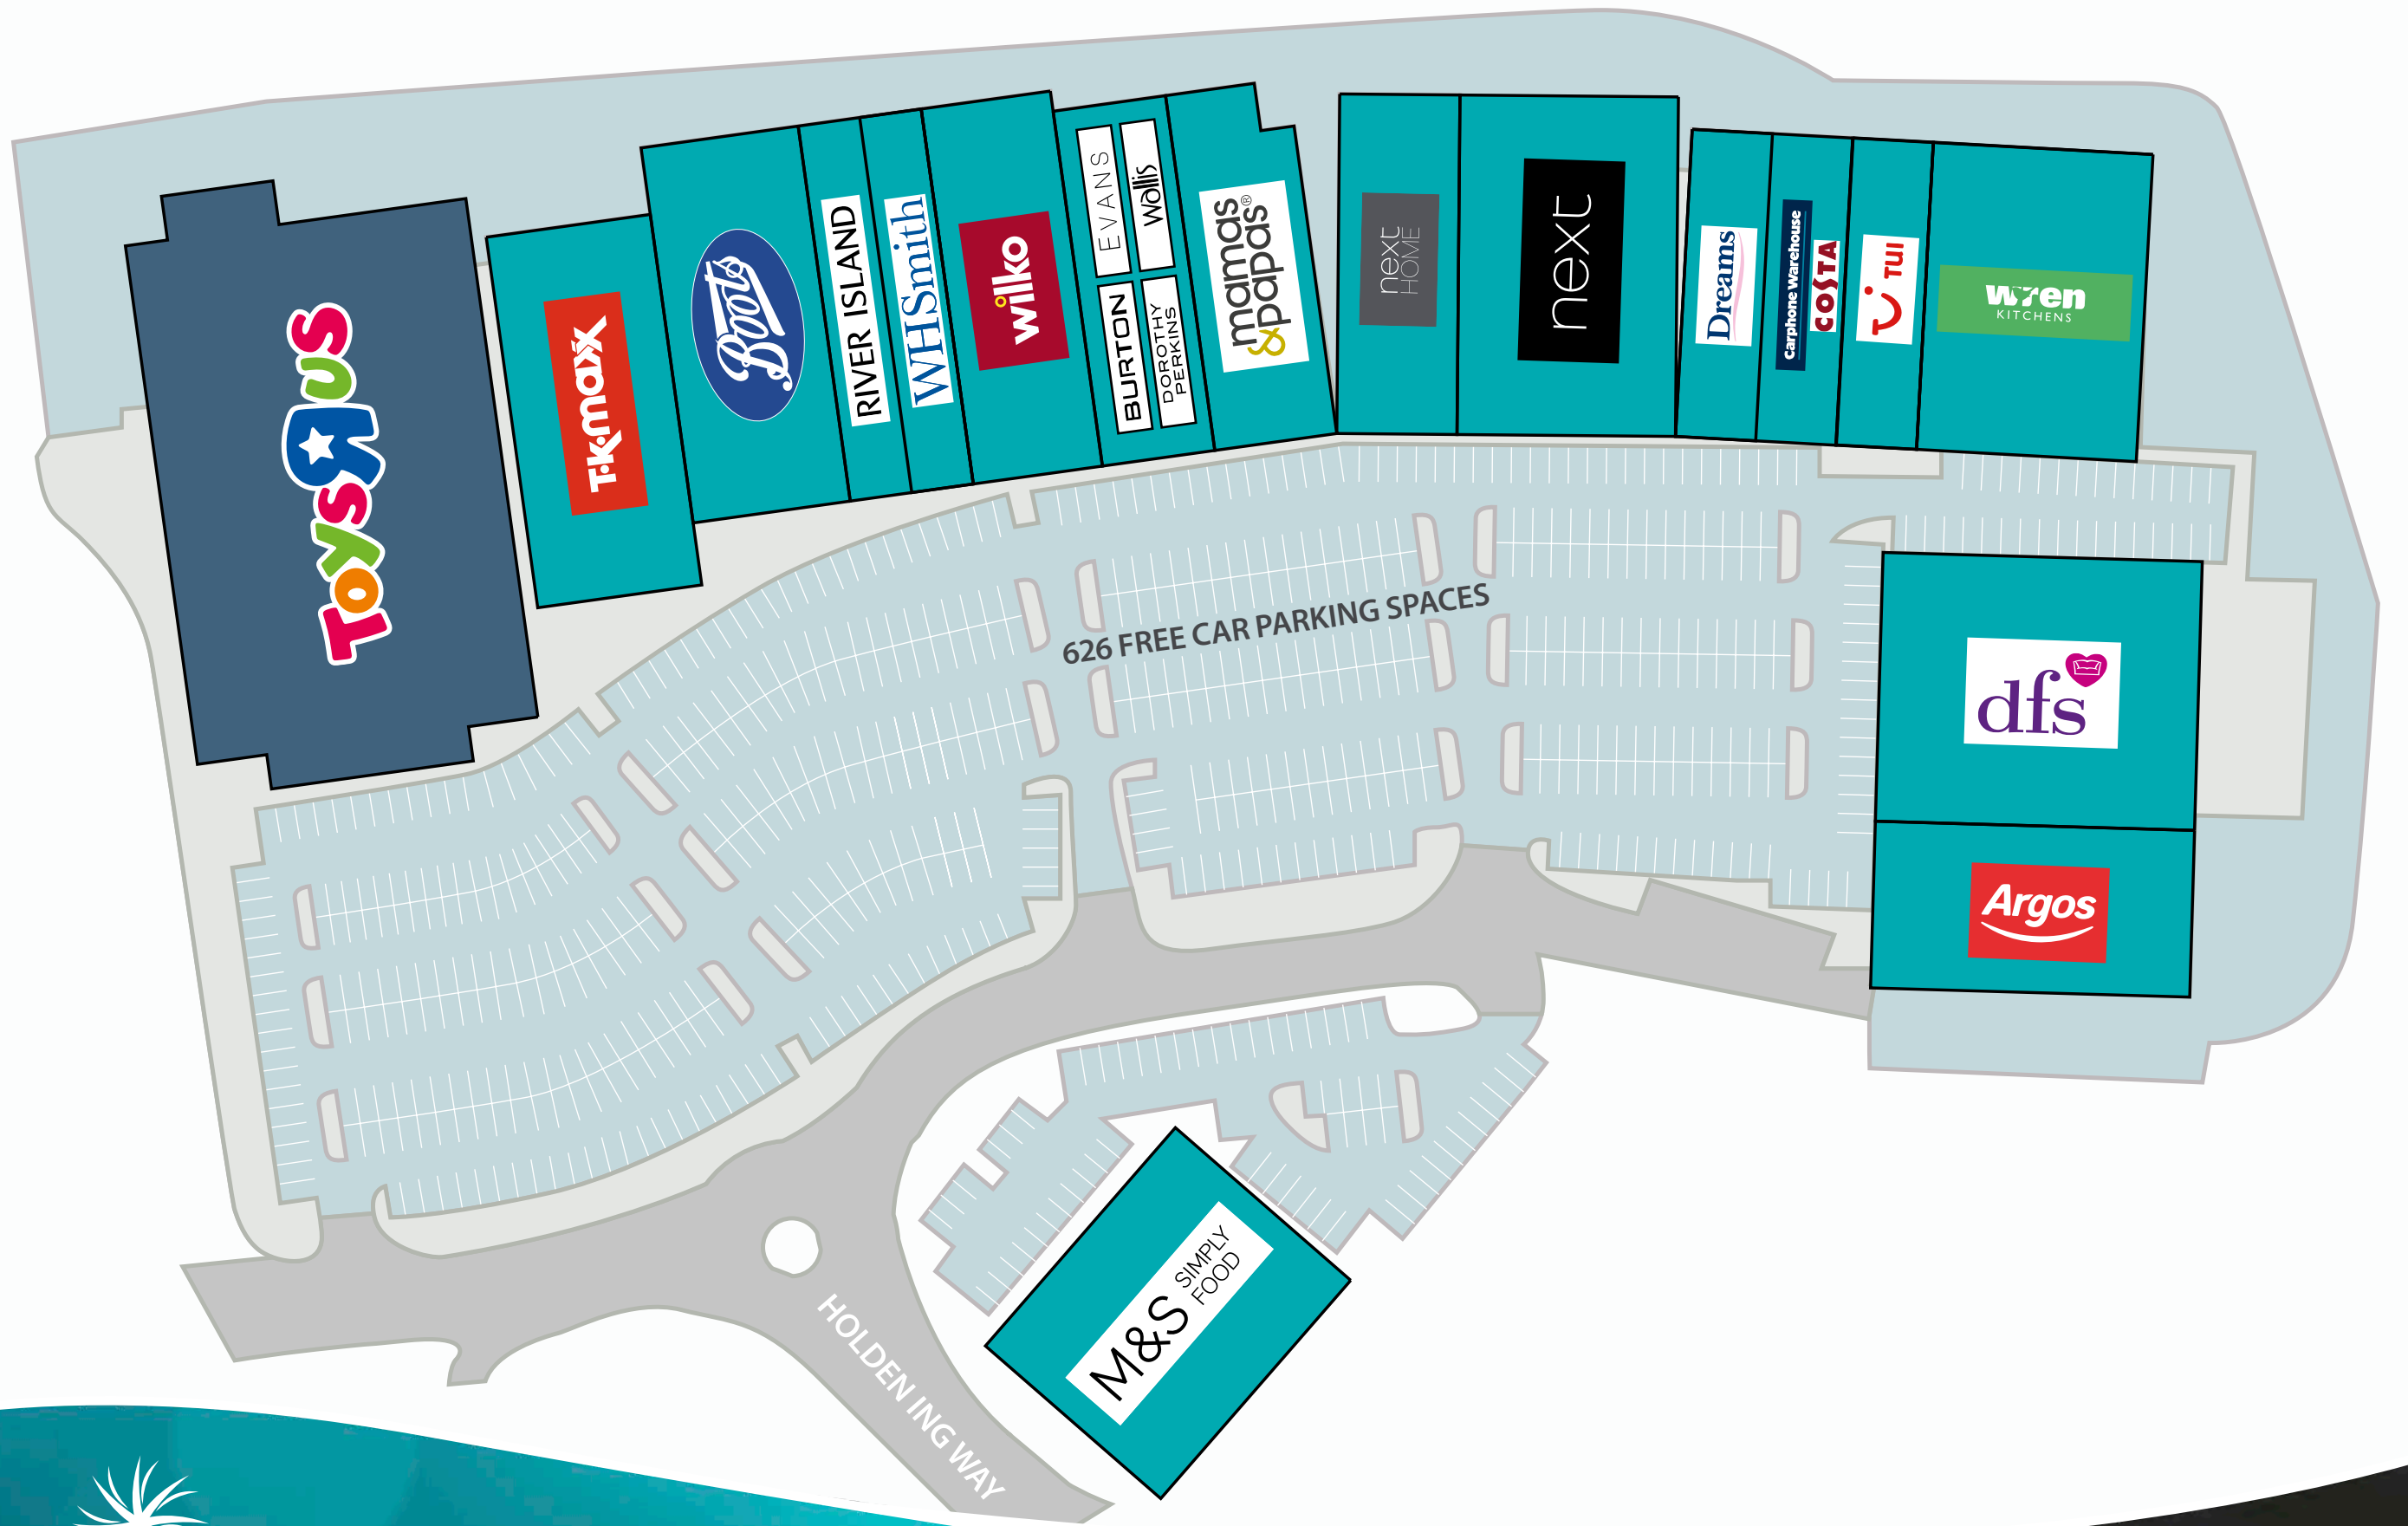 Toys R us
T·K·maxx
Boots
RIVER ISLAND
WHSmith
wilko
EVANS
Wallis
BURTON
DOROTHY
PERKINS
mamas
&papas®
next
HOME
next
Dreams
Carphone Warehouse
COSTA
TUI
wren
KITCHENS
626 FREE CAR PARKING SPACES
dfs
Argos
M&S
SIMPLY
FOOD
HOLDEN ING WAY